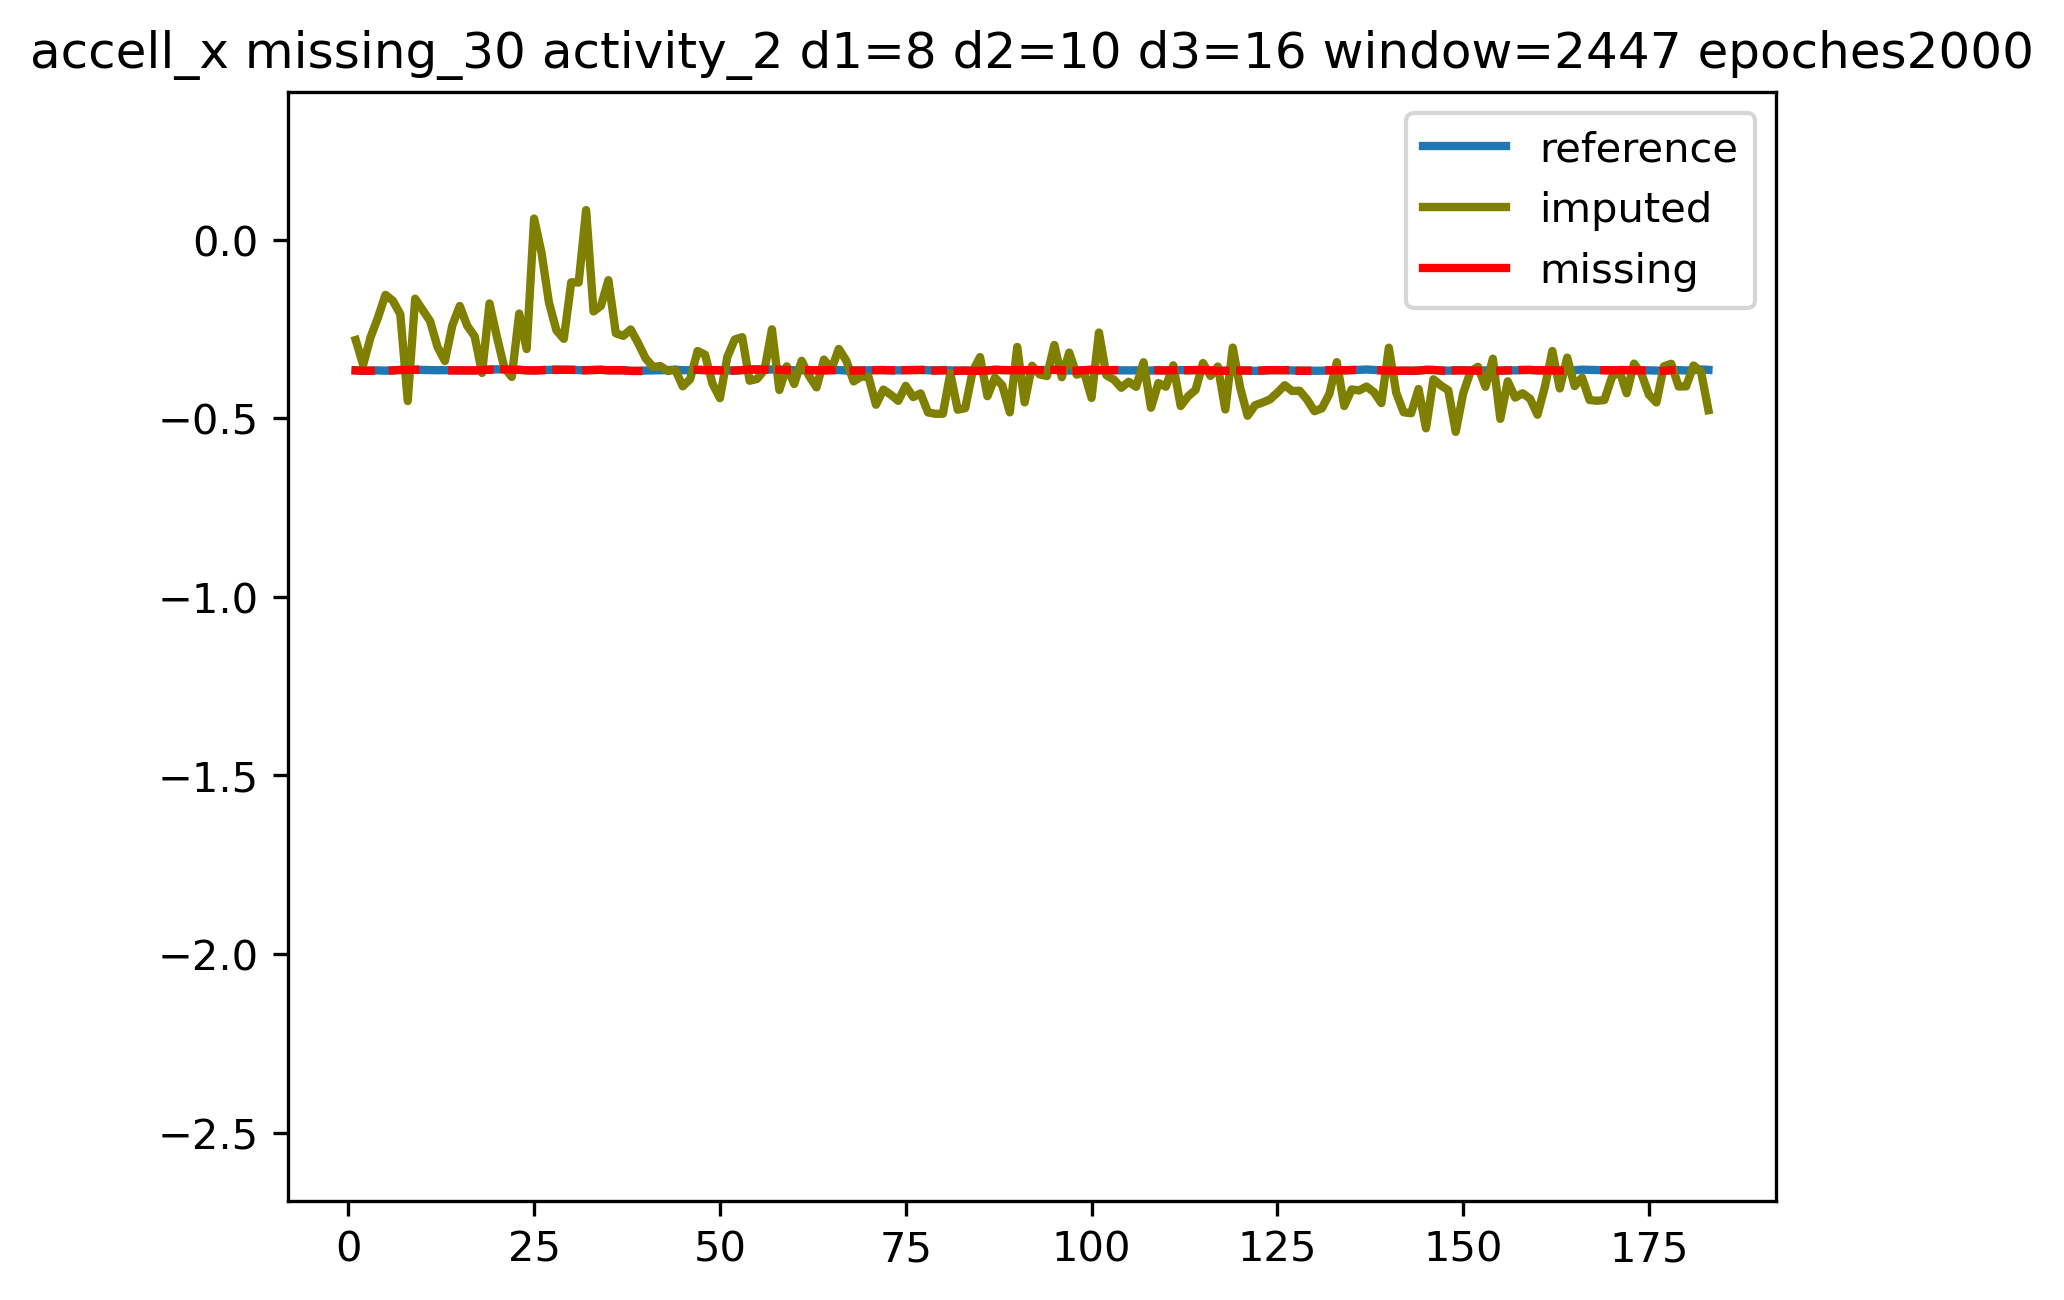 accell_x missing_30 activity_2 d1=8 d2=10 d3=16 window=2447 epoches2000
reference
imputed
missing
0.0
−0.5
−1.0
−1.5
−2.0
−2.5
0 25 50 75 100 125 150 175